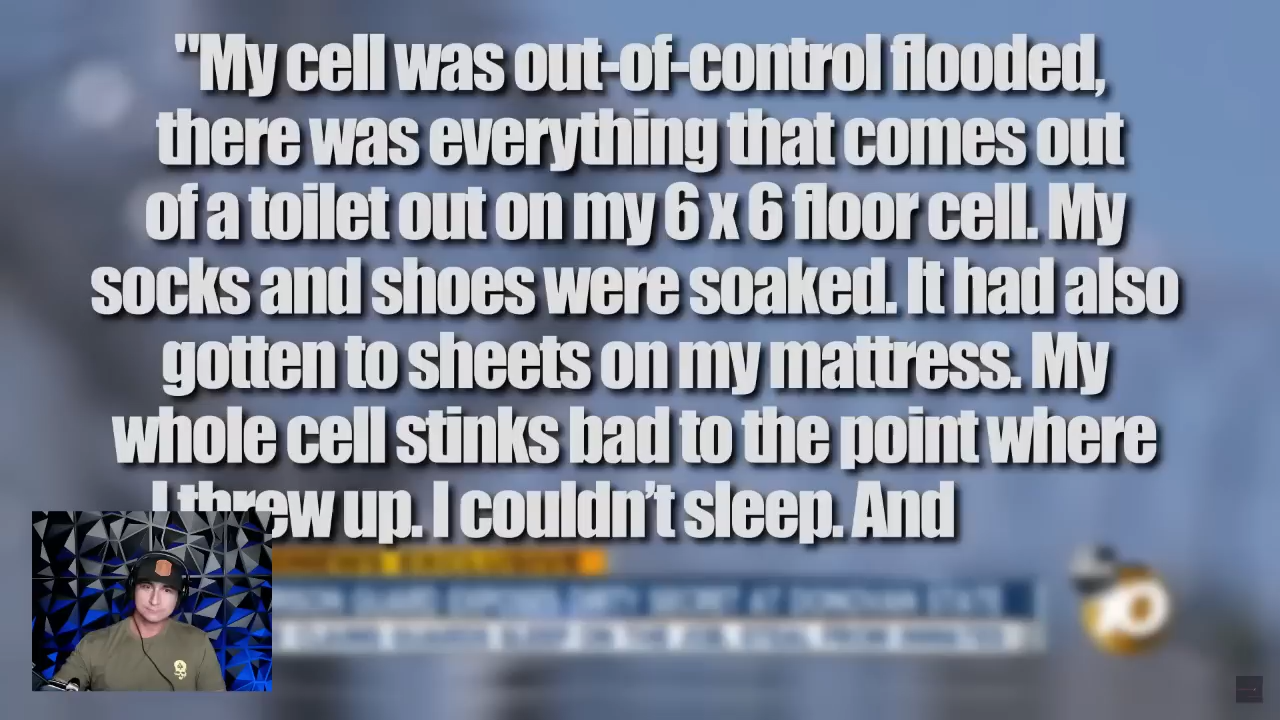 "My cell was out-of-control flooded,
there was everything that comes out
of a toilet out on my 6 x 6 floor cell. My
socks and shoes were soaked. It had also
gotten to sheets on my mattress. My
whole cell stinks bad to the point where
I threw up. I couldn't sleep. And
10